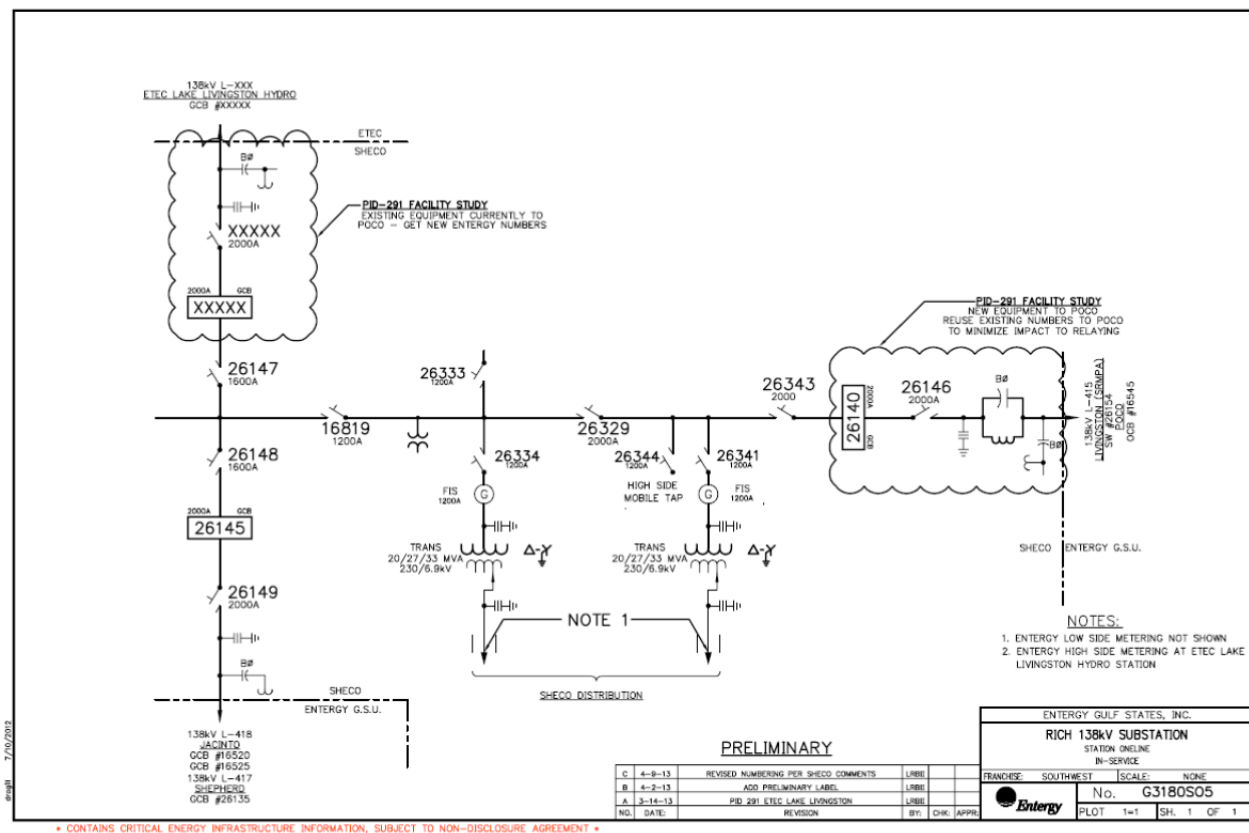 138kV L-XXX
ETEC LAKE LIVINGSTON HYDRO
GCB #XXXXX
ETEC
SHECO
BØ
PID-291 FACILITY STUDY
EXISTING EQUIPMENT CURRENTLY TO
POCO - GET NEW ENTERGY NUMBERS
XXXXX
2000A
2000A GCB
XXXXX
26147
1600A
26333
1200A
16819
1200A
26148
1600A
2000A GCB
26145
26149
2000A
BØ
SHECO
ENTERGY G.S.U.
138kV L-418
JACINTO
GCB #16520
GCB #16525
138kV L-417
SHEPHERD
GCB #26135
26334
1200A
FIS
1200A
G
TRANS
20/27/33 MVA
230/6.9kV
Δ-Y
26329
2000A
26344
1200A
HIGH SIDE
MOBILE TAP
26341
1200A
G
FIS
1200A
TRANS
20/27/33 MVA
230/6.9kV
Δ-Y
NOTE 1
SHECO DISTRIBUTION
PID-291 FACILITY STUDY
NEW EQUIPMENT TO POCO
REUSE EXISTING NUMBERS TO POCO
TO MINIMIZE IMPACT TO RELAYING
26343
2000
2000A
26140
GCB
26146
2000A
BØ
BØ
138kV L-415
LIVINGSTON (SRMPA)
SW #26154
POCO
OCB #16545
SHECO
ENTERGY G.S.U.
NOTES:
1. ENTERGY LOW SIDE METERING NOT SHOWN
2. ENTERGY HIGH SIDE METERING AT ETEC LAKE
LIVINGSTON HYDRO STATION
PRELIMINARY
C 4-9-13 REVISED NUMBERING PER SHECO COMMENTS LRBII
B 4-2-13 ADD PRELIMINARY LABEL LRBII
A 3-14-13 PID 291 ETEC LAKE LIVINGSTON LRBII
NO. DATE: REVISION BY: CHK: APPR:
ENTERGY GULF STATES, INC.
RICH 138kV SUBSTATION
STATION ONELINE
IN-SERVICE
FRANCHISE: SOUTHWEST SCALE: NONE
Entergy
No. G3180S05
PLOT 1=1 SH. 1 OF 1
7/10/2012
* CONTAINS CRITICAL ENERGY INFRASTRUCTURE INFORMATION, SUBJECT TO NON-DISCLOSURE AGREEMENT *